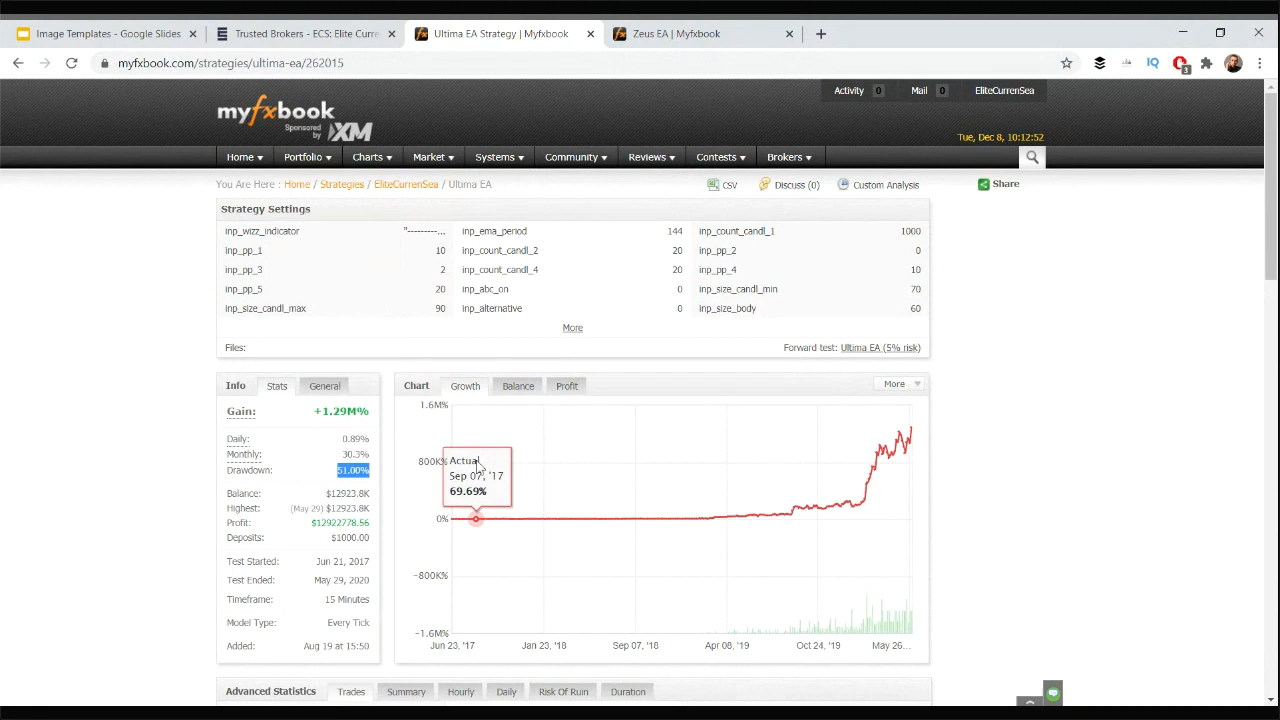 Image Templates - Google Slides
Trusted Brokers - ECS: Elite Curre
Ultima EA Strategy | Myfxbook
Zeus EA | Myfxbook
myfxbook.com/strategies/ultima-ea/262015
3
myfxbook
Sponsored by XM
Activity 0 Mail 0 EliteCurrenSea
Tue, Dec 8, 10:12:52
Home Portfolio Charts Market Systems Community Reviews Contests Brokers
You Are Here : Home / Strategies / EliteCurrenSea / Ultima EA
CSV Discuss (0) Custom Analysis Share
Strategy Settings
inp_wizz_indicator "---------... inp_ema_period 144 inp_count_candl_1 1000
inp_pp_1 10 inp_count_candl_2 20 inp_pp_2 0
inp_pp_3 2 inp_count_candl_4 20 inp_pp_4 10
inp_pp_5 20 inp_abc_on 0 inp_size_candl_min 70
inp_size_candl_max 90 inp_alternative 0 inp_size_body 60
More
Files: Forward test: Ultima EA (5% risk)
Info Stats General
Gain: +1.29M%
Daily: 0.89%
Monthly: 30.3%
Drawdown: 51.00%
Balance: $12923.8K
Highest: (May 29) $12923.8K
Profit: $12922778.56
Deposits: $1000.00
Test Started: Jun 21, 2017
Test Ended: May 29, 2020
Timeframe: 15 Minutes
Model Type: Every Tick
Added: Aug 19 at 15:50
Chart Growth Balance Profit More
1.6M%
800K%
0%
-800K%
-1.6M%
Actual
Sep 07, '17
69.69%
Jun 23, '17 Jan 23, '18 Sep 07, '18 Apr 08, '19 Oct 24, '19 May 26...
Advanced Statistics Trades Summary Hourly Daily Risk Of Ruin Duration